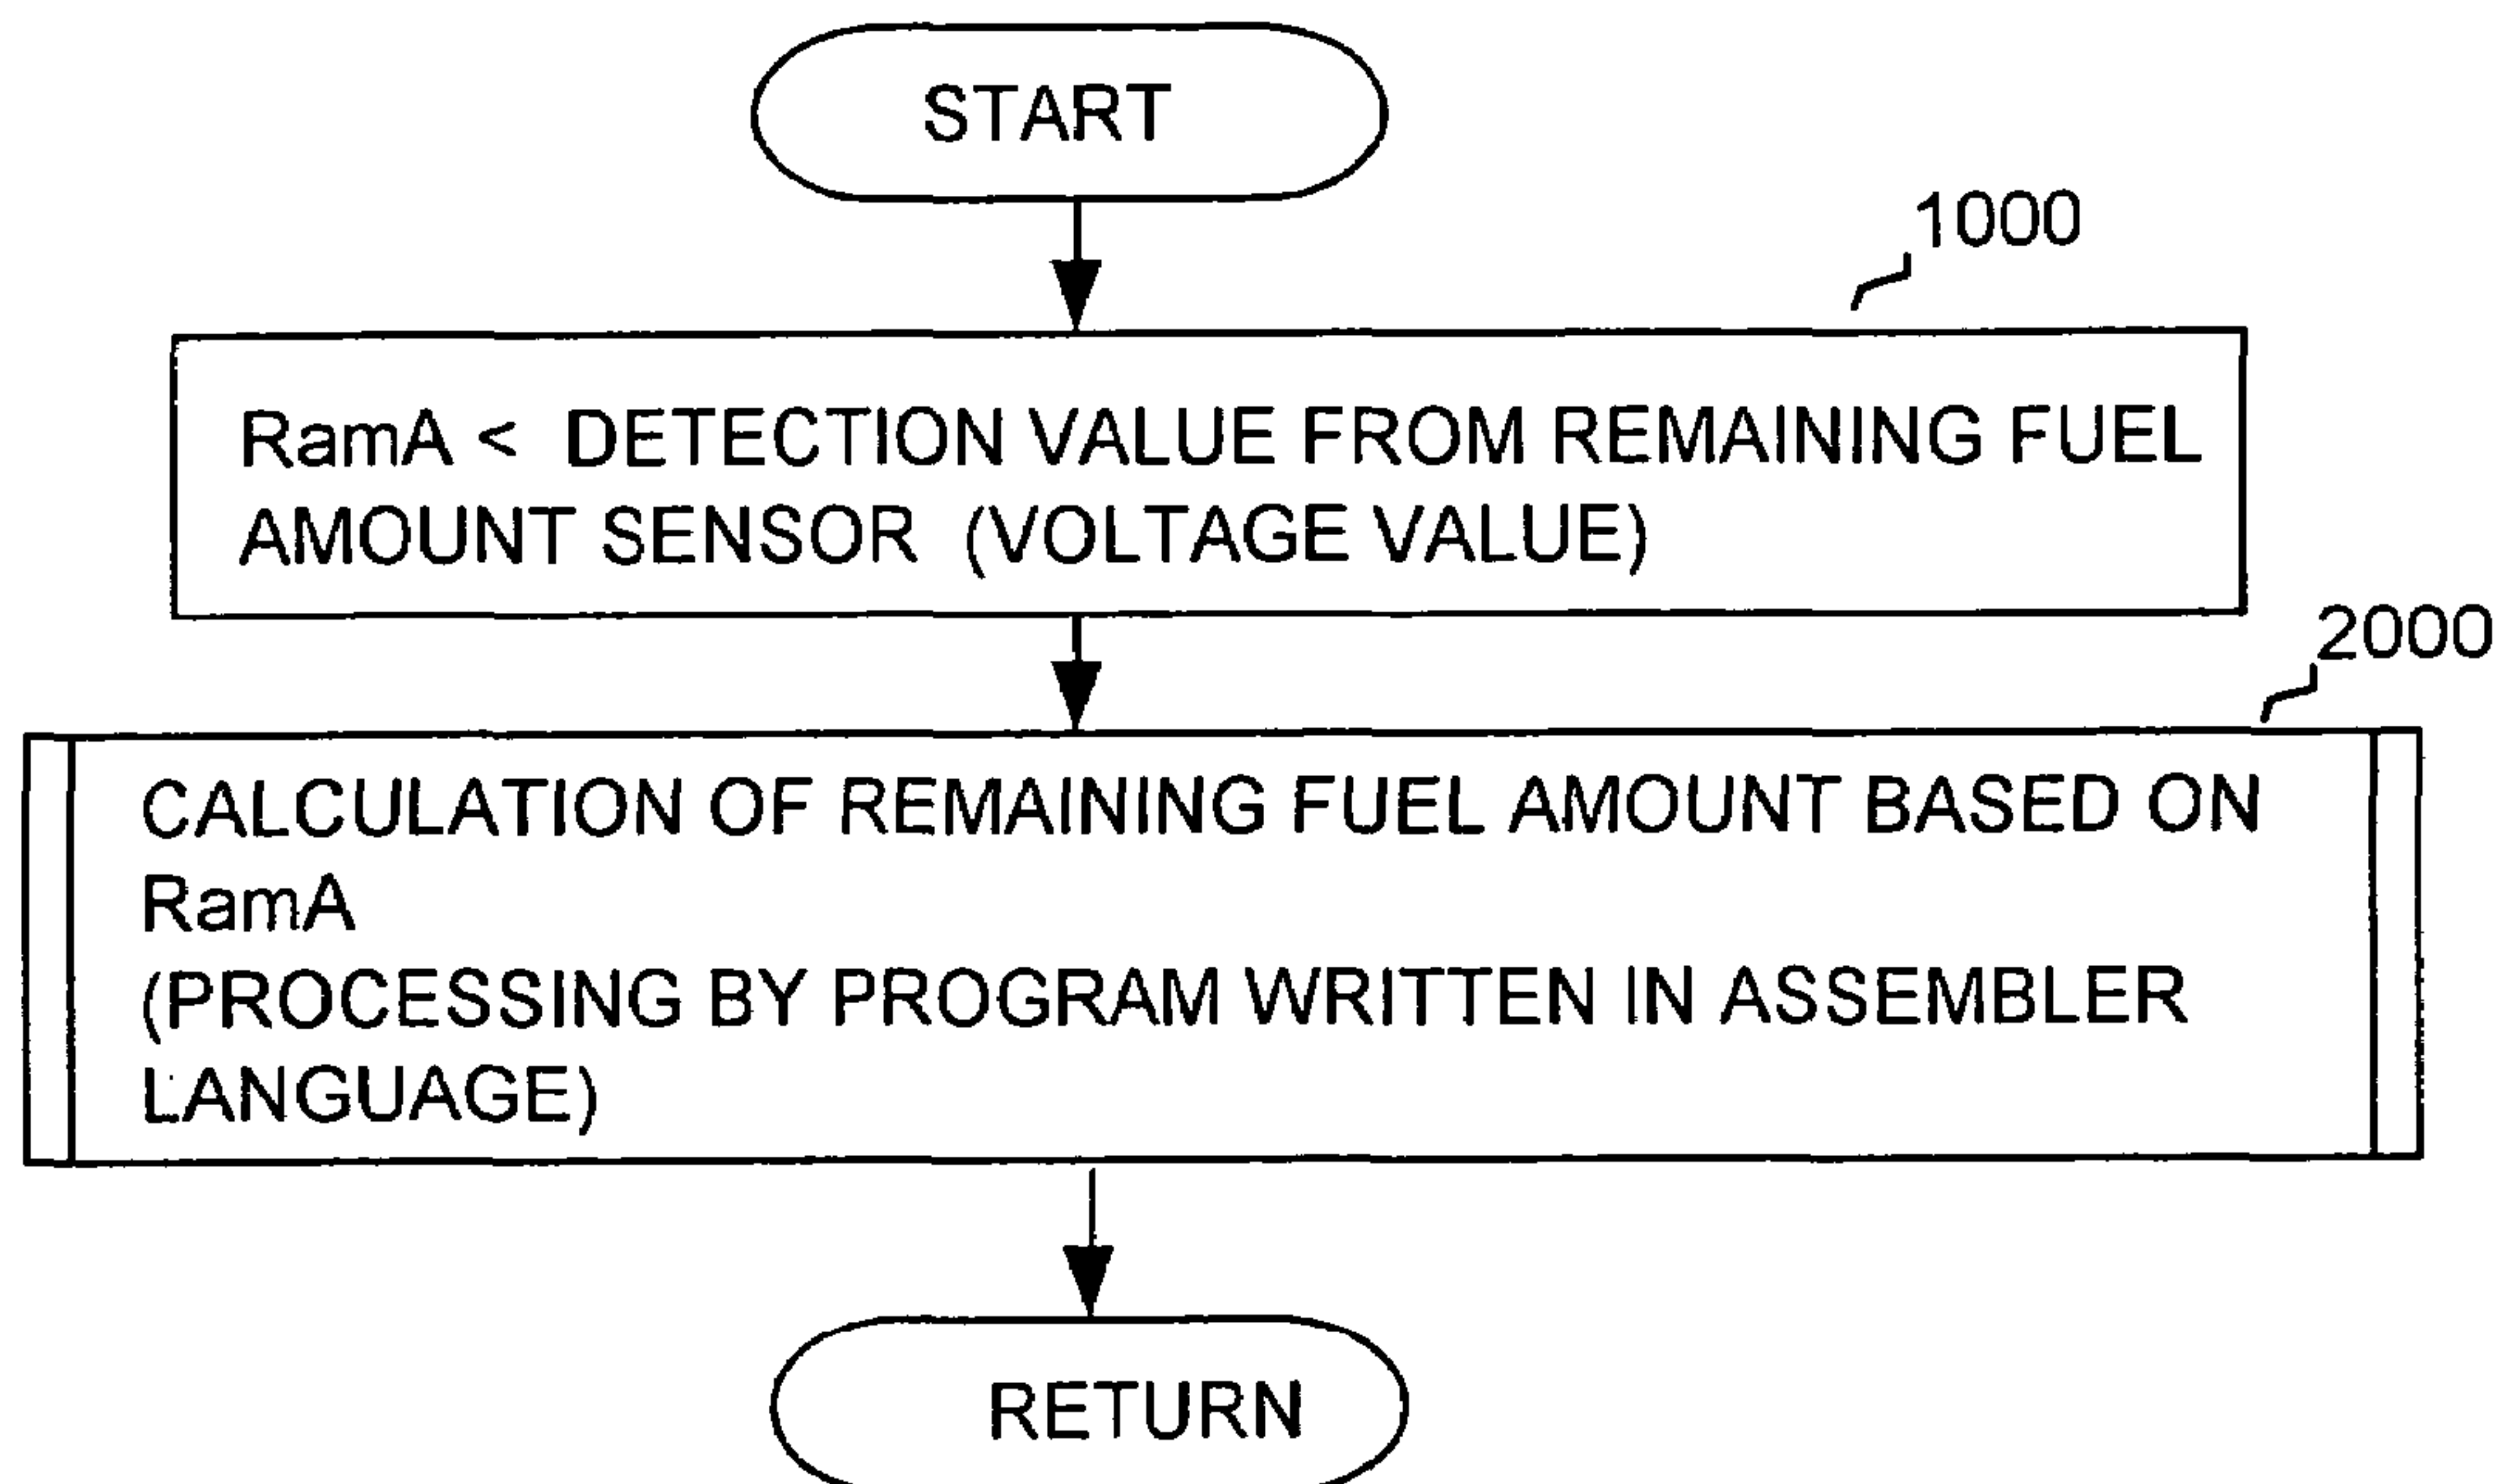 START
1000
RamA < DETECTION VALUE FROM REMAINING FUEL
AMOUNT SENSOR (VOLTAGE VALUE)
2000
CALCULATION OF REMAINING FUEL AMOUNT BASED ON
RamA
(PROCESSING BY PROGRAM WRITTEN IN ASSEMBLER
LANGUAGE)
RETURN